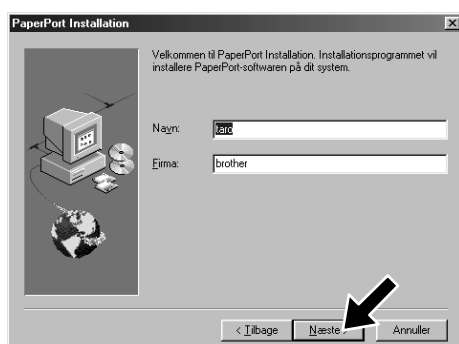 PaperPort Installation
Velkommen til PaperPort Installation. Installationsprogrammet vil
installere PaperPort-softwaren på dit system.
Navn:
taro
Firma:
brother
< Tilbage
Næste >
Annuller